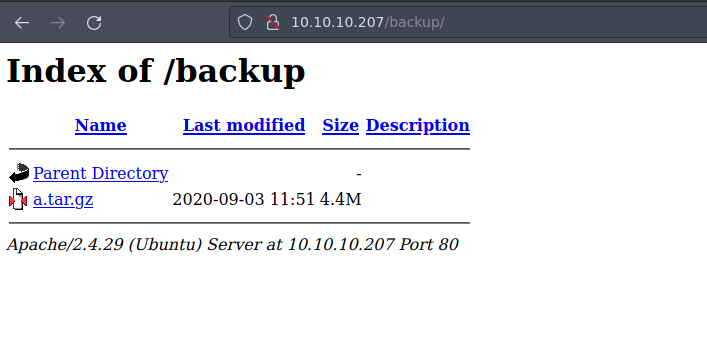 10.10.10.207/backup/
Index of /backup
Name Last modified Size Description
Parent Directory -
a.tar.gz 2020-09-03 11:51 4.4M
Apache/2.4.29 (Ubuntu) Server at 10.10.10.207 Port 80